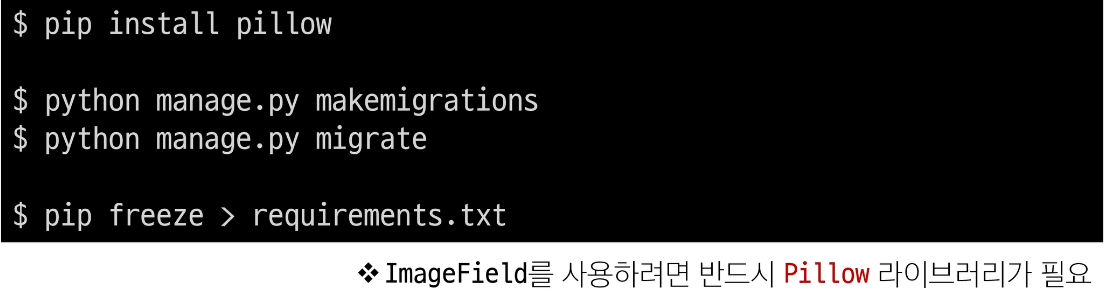 $ pip install pillow
$ python manage.py makemigrations
$ python manage.py migrate
$ pip freeze > requirements.txt
❖ ImageField를 사용하려면 반드시 Pillow 라이브러리가 필요